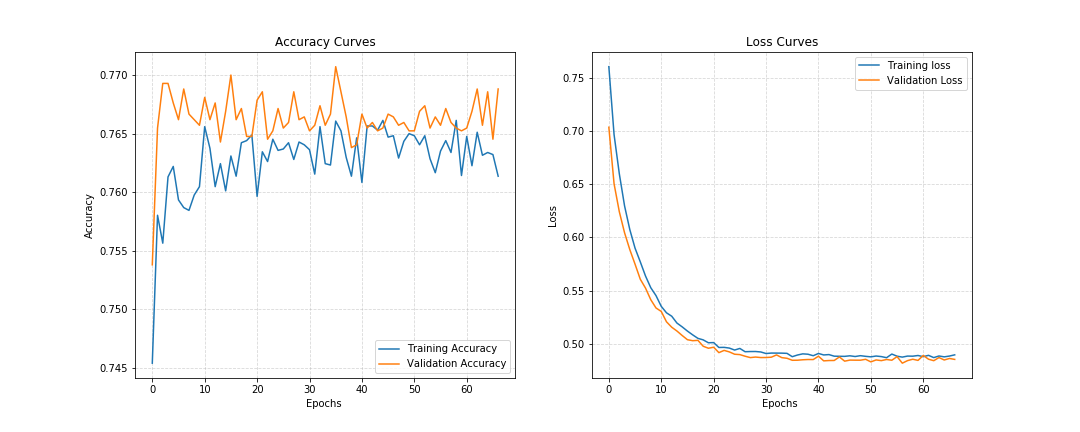 Accuracy Curves
0.770
0.765
0.760
0.755
0.750
0.745
Accuracy
0 10 20 30 40 50 60
Epochs
Training Accuracy
Validation Accuracy
Loss Curves
0.75
0.70
0.65
0.60
0.55
0.50
Loss
0 10 20 30 40 50 60
Epochs
Training loss
Validation Loss